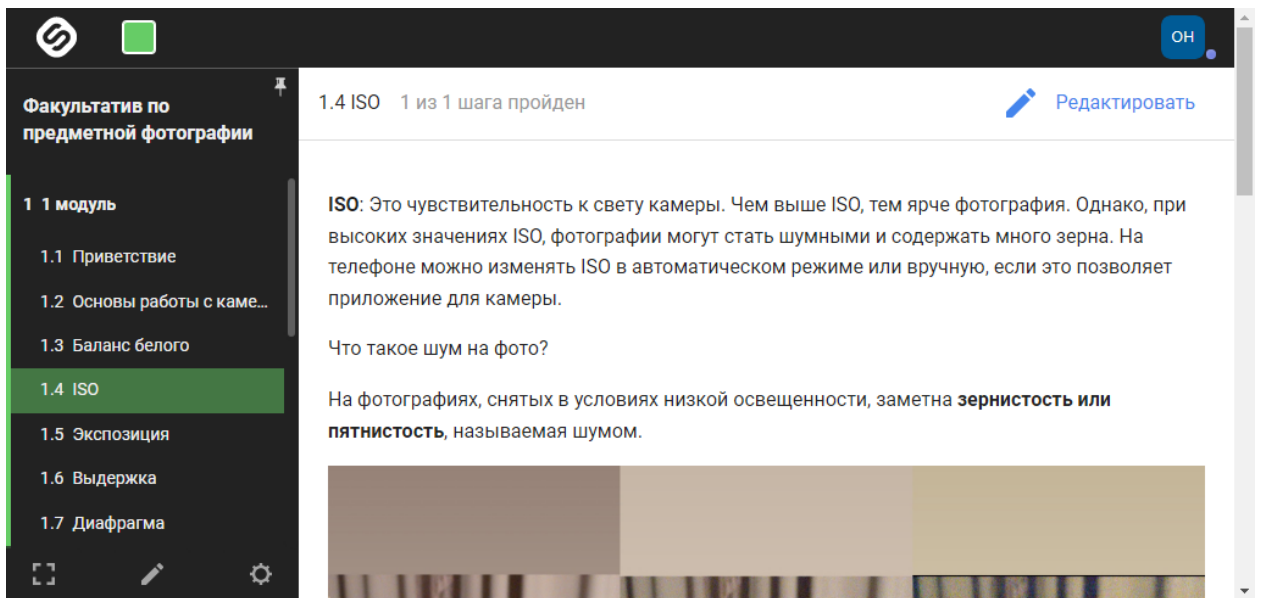 ОН
Факультатив по
предметной фотографии
1 1 модуль
1.1 Приветствие
1.2 Основы работы с каме...
1.3 Баланс белого
1.4 ISO
1.5 Экспозиция
1.6 Выдержка
1.7 Диафрагма
1.4 ISO 1 из 1 шага пройден
Редактировать
ISO: Это чувствительность к свету камеры. Чем выше ISO, тем ярче фотография. Однако, при
высоких значениях ISO, фотографии могут стать шумными и содержать много зерна. На
телефоне можно изменять ISO в автоматическом режиме или вручную, если это позволяет
приложение для камеры.
Что такое шум на фото?
На фотографиях, снятых в условиях низкой освещенности, заметна зернистость или
пятнистость, называемая шумом.